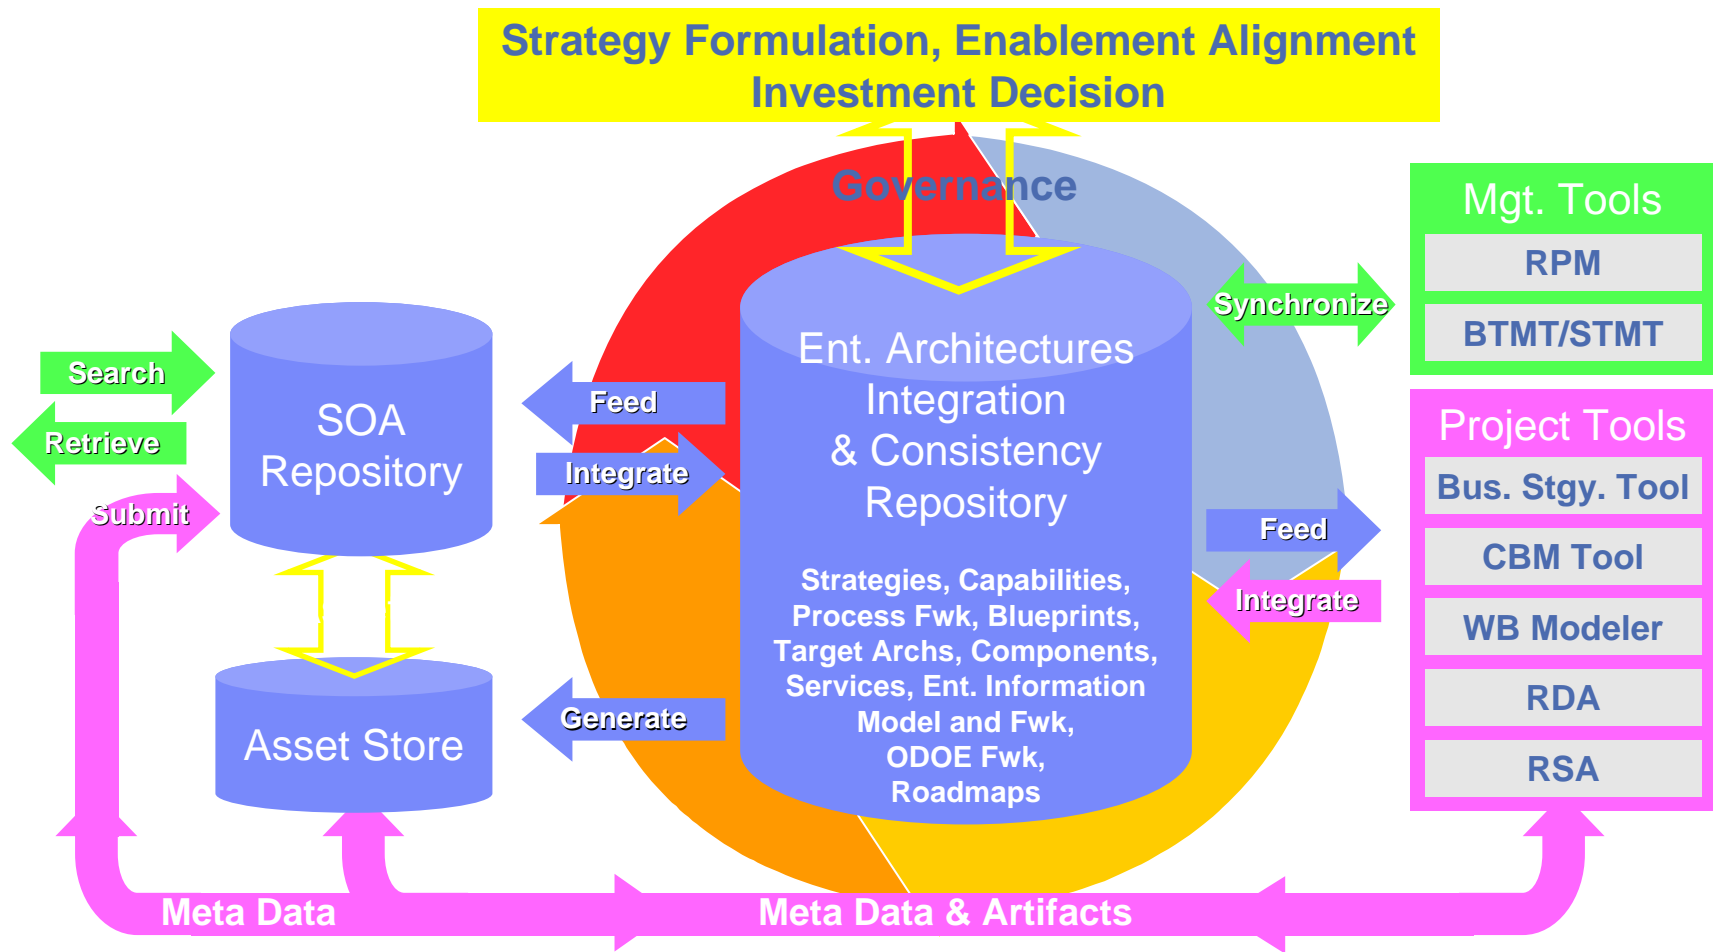 Strategy Formulation, Enablement Alignment
Investment Decision
Governance
Mgt. Tools
RPM
BTMT/STMT
Synchronize
Search
Retrieve
Submit
SOA
Repository
Feed
Integrate
Ent. Architectures
Integration
& Consistency
Repository
Strategies, Capabilities,
Process Fwk, Blueprints,
Target Archs, Components,
Services, Ent. Information
Model and Fwk,
ODOE Fwk,
Roadmaps
Project Tools
Bus. Stgy. Tool
CBM Tool
WB Modeler
RDA
RSA
Feed
Integrate
Generate
Asset Store
Meta Data
Meta Data & Artifacts